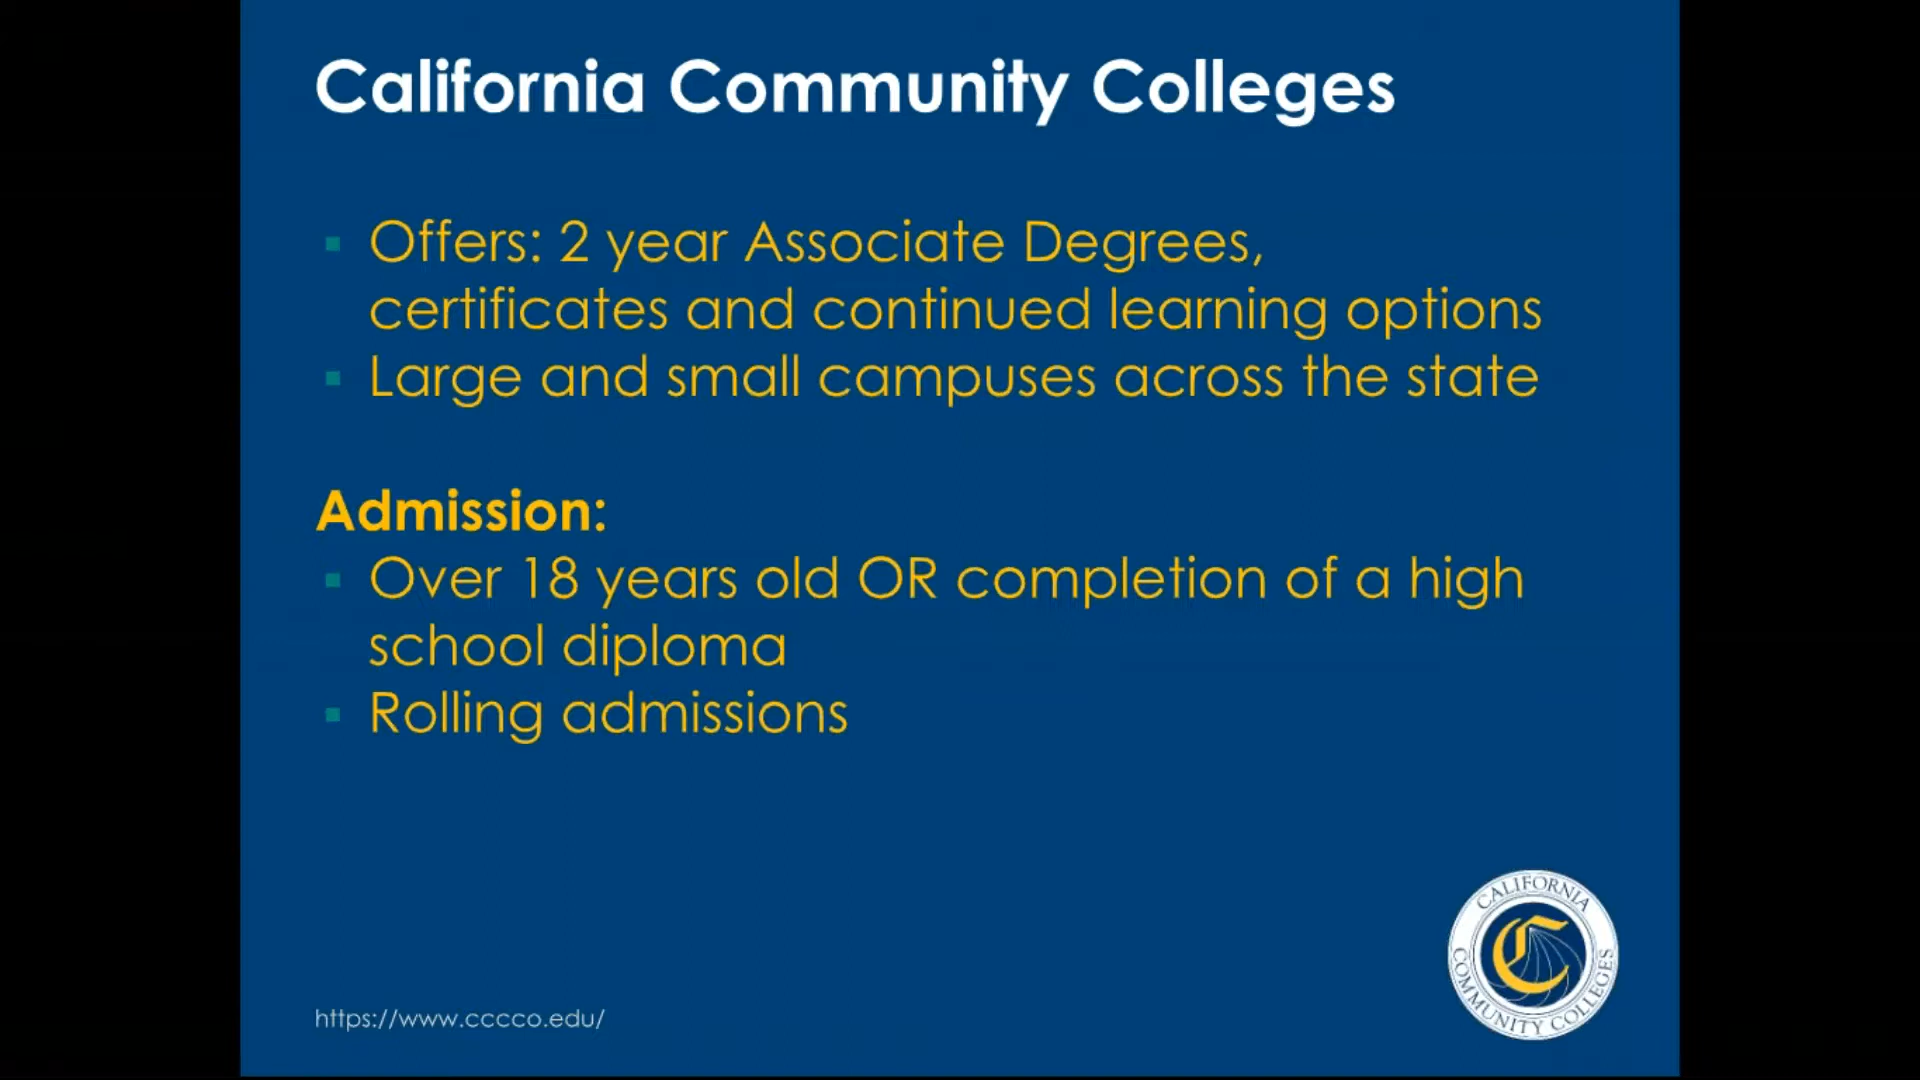 California Community Colleges
Offers: 2 year Associate Degrees,
certificates and continued learning options
Large and small campuses across the state
Admission:
Over 18 years old OR completion of a high
school diploma
Rolling admissions
https://www.cccco.edu/
CALIFORNIA
C
COMMUNITY COLLEGES